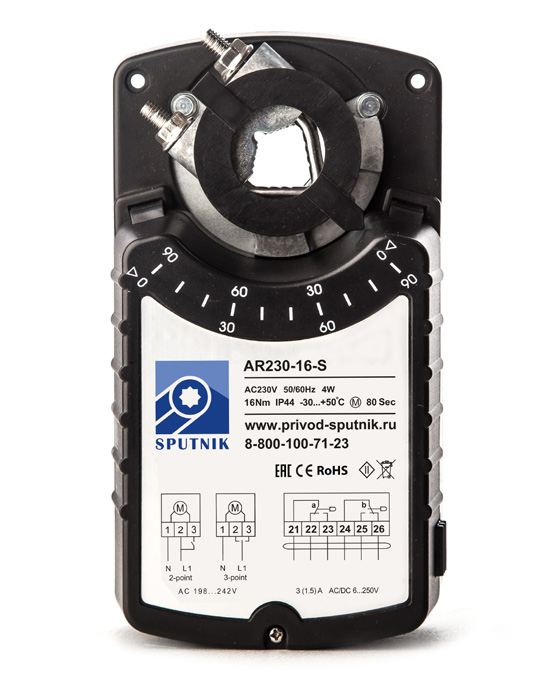 0 90 60 30 0
0 30 60 90
AR230-16-S
AC230V 50/60Hz 4W
16Nm IP44 -30...+50°C Ⓜ 80 Sec
SPUTNIK
www.privod-sputnik.ru
8-800-100-71-23
EAC CE RoHS
M M
1 2 3 1 2 3
N L1 N L1
2-point 3-point
AC 198...242V
a b
21 22 23 24 25 26
3 (1.5) A AC/DC 6...250V